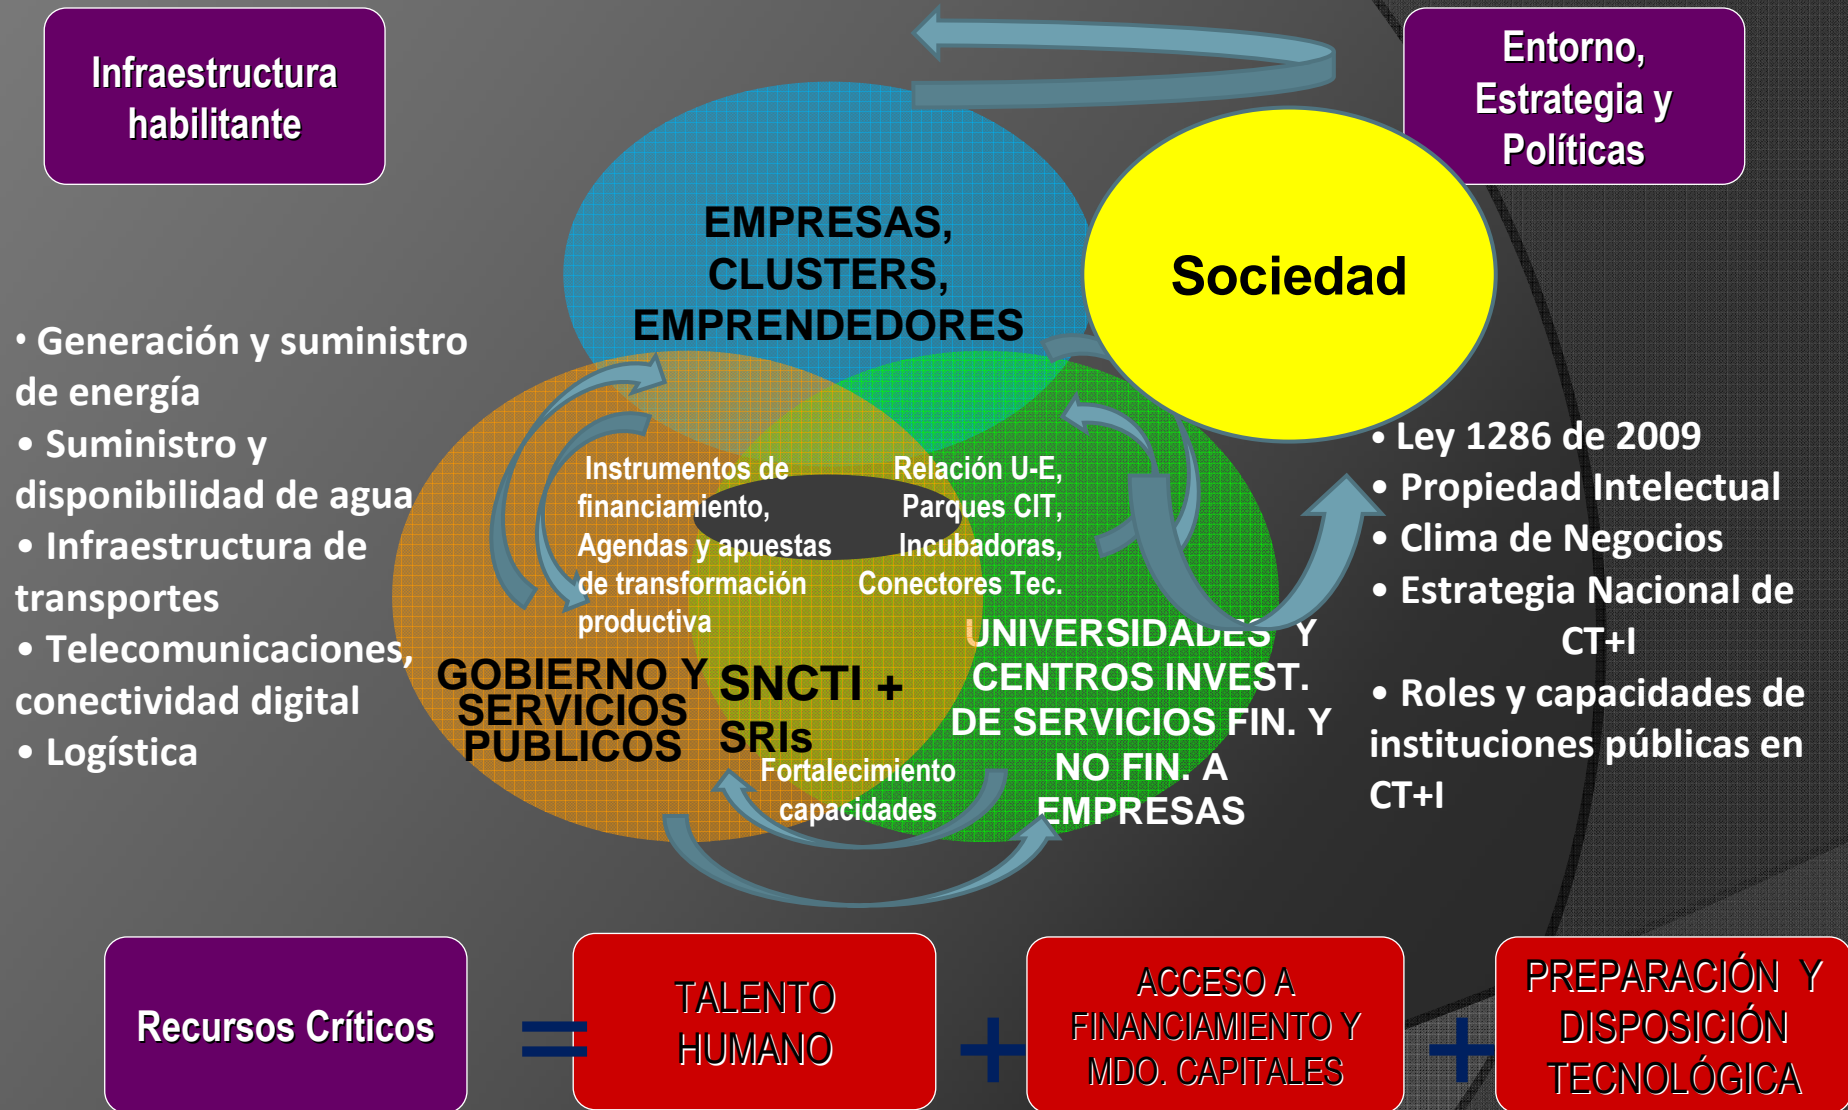 Infraestructura
habilitante
Entorno,
Estrategia y
Políticas
EMPRESAS,
CLUSTERS,
EMPRENDEDORES
Sociedad
• Generación y suministro
de energía
• Suministro y
disponibilidad de agua
• Infraestructura de
transportes
• Telecomunicaciones,
conectividad digital
• Logística
Instrumentos de
financiamiento,
Agendas y apuestas
de transformación
productiva
Relación U-E,
Parques CIT,
Incubadoras,
Conectores Tec.
• Ley 1286 de 2009
• Propiedad Intelectual
• Clima de Negocios
• Estrategia Nacional de
CT+I
• Roles y capacidades de
instituciones públicas en
CT+I
GOBIERNO Y
SERVICIOS
PUBLICOS
SNCTI +
SRIs
UNIVERSIDADES Y
CENTROS INVEST.
DE SERVICIOS FIN. Y
NO FIN. A
EMPRESAS
Fortalecimiento
capacidades
Recursos Críticos
=
TALENTO
HUMANO
+
ACCESO A
FINANCIAMIENTO Y
MDO. CAPITALES
+
PREPARACIÓN Y
DISPOSICIÓN
TECNOLÓGICA